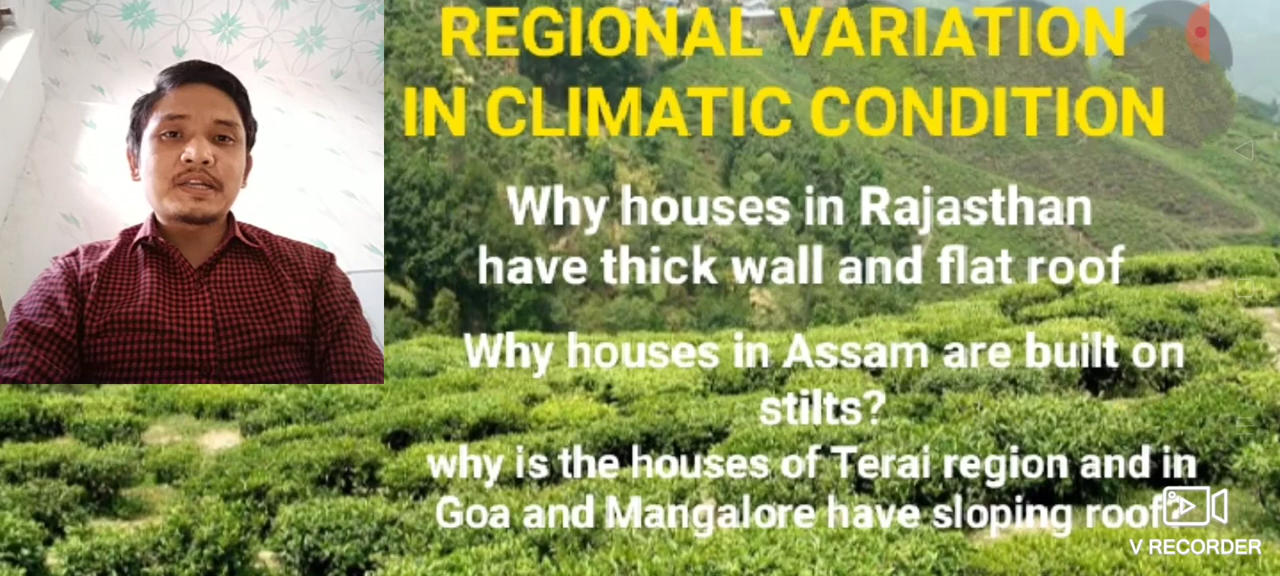 REGIONAL VARIATION
IN CLIMATIC CONDITION
Why houses in Rajasthan
have thick wall and flat roof
Why houses in Assam are built on
stilts?
why is the houses of Terai region and in
Goa and Mangalore have sloping roof?
V RECORDER